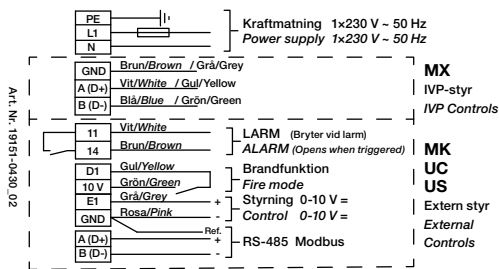 PE
L1
N
Kraftmatning 1×230 V ~ 50 Hz
Power supply 1×230 V ~ 50 Hz
GND Brun/Brown / Grå/Grey
A (D+) Vit/White / Gul/Yellow
B (D-) Blå/Blue / Grön/Green
MX
IVP-styr
IVP Controls
Art. Nr. 19151-0430_02
11 Vit/White
14 Brun/Brown
LARM (Bryter vid larm)
ALARM (Opens when triggered)
D1 Gul/Yellow
10 V Grön/Green
Brandfunktion
Fire mode
E1 Grå/Grey +
GND Rosa/Pink -
Styrning 0-10 V =
Control 0-10 V =
Ref.
A (D+) +
B (D-) -
RS-485 Modbus
MK
UC
US
Extern styr
External
Controls